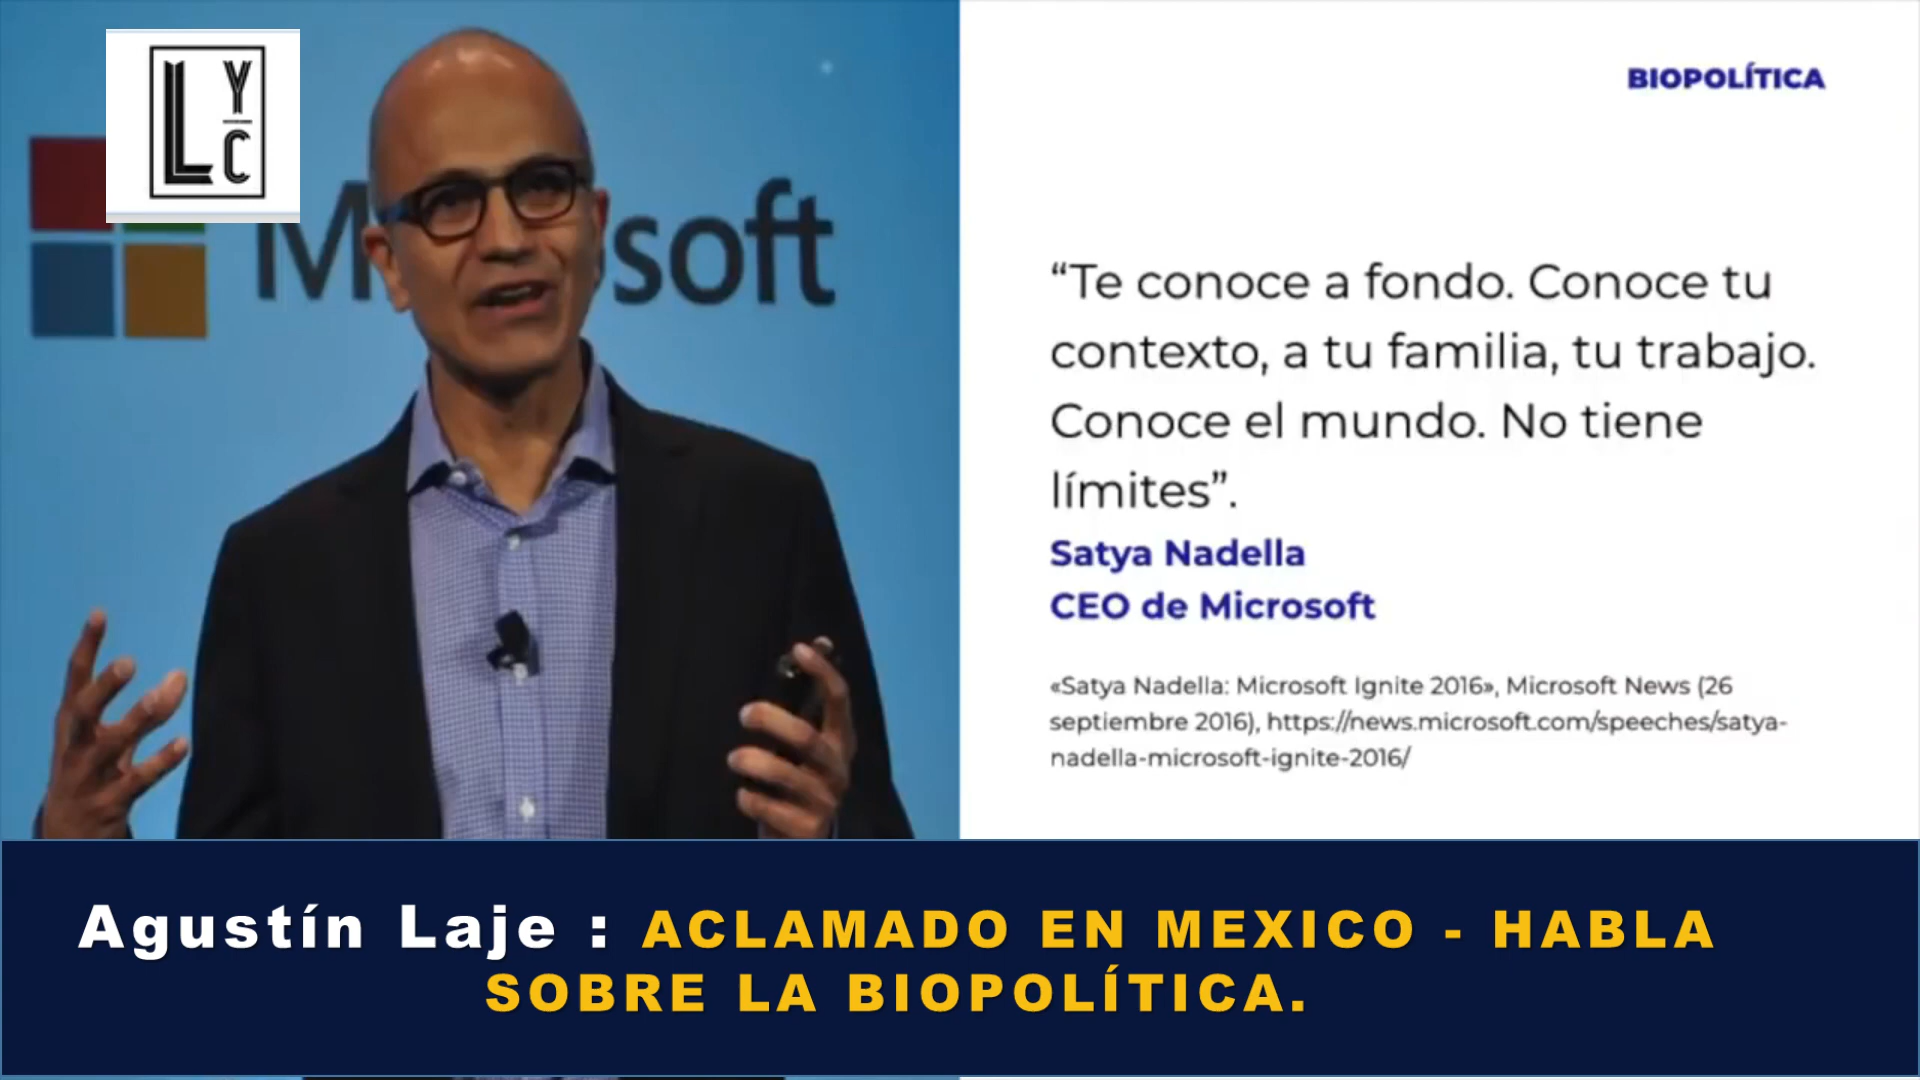 L Y C
Microsoft
BIOPOLÍTICA
“Te conoce a fondo. Conoce tu
contexto, a tu familia, tu trabajo.
Conoce el mundo. No tiene
límites”.
Satya Nadella
CEO de Microsoft
«Satya Nadella: Microsoft Ignite 2016», Microsoft News (26
septiembre 2016), https://news.microsoft.com/speeches/satya-
nadella-microsoft-ignite-2016/
Agustín Laje : ACLAMADO EN MEXICO - HABLA
SOBRE LA BIOPOLÍTICA.